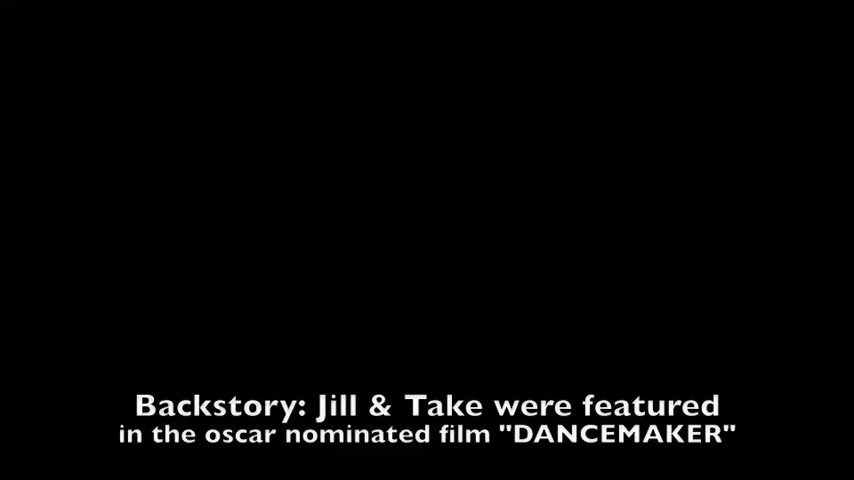 Backstory: Jill & Take were featured
in the oscar nominated film "DANCEMAKER"